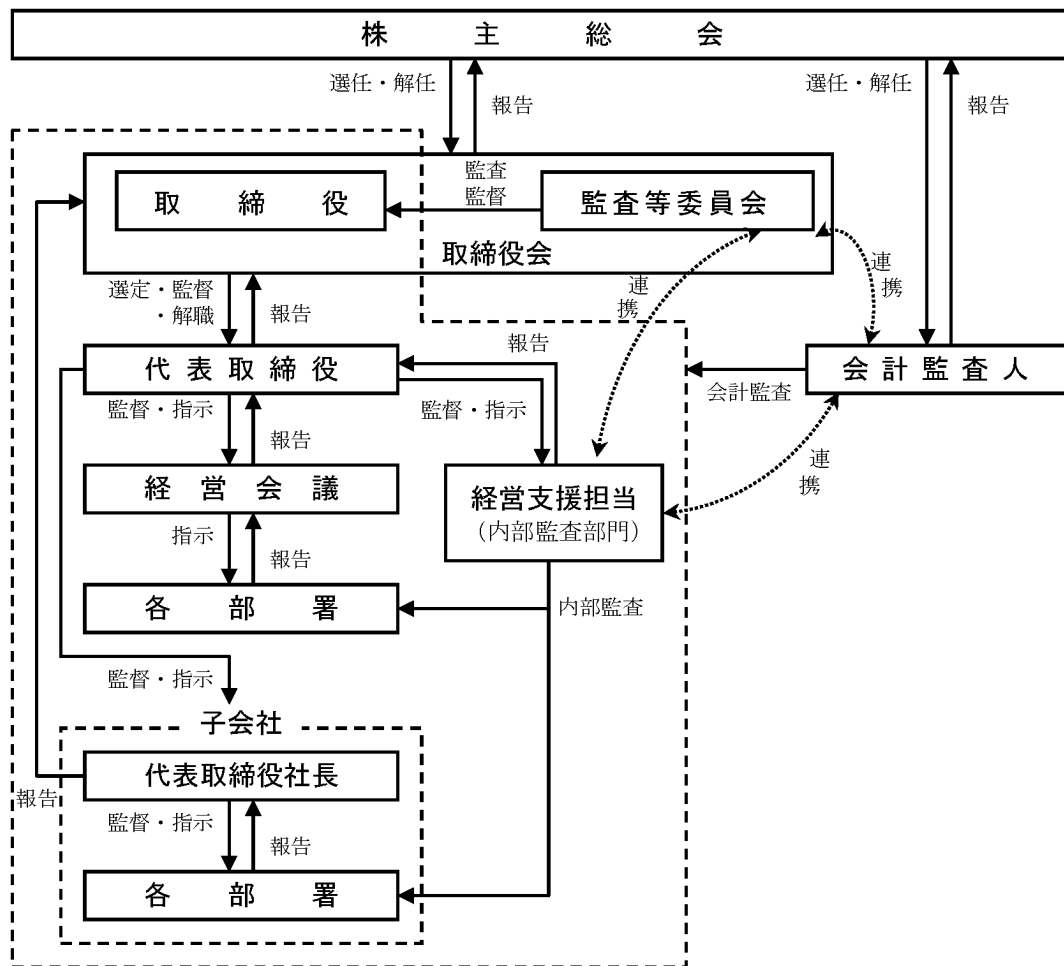 株主総会
選任・解任
報告
選任・解任
報告
取締役
監査
監督
監査等委員会
取締役会
選定・監督
・解職
報告
連
携
連
携
代表取締役
報告
会計監査人
会計監査
監督・指示
報告
監督・指示
連
携
経営会議
経営支援担当
（内部監査部門）
指示
報告
各部署
内部監査
監督・指示
子会社
代表取締役社長
報告
監督・指示
報告
各部署